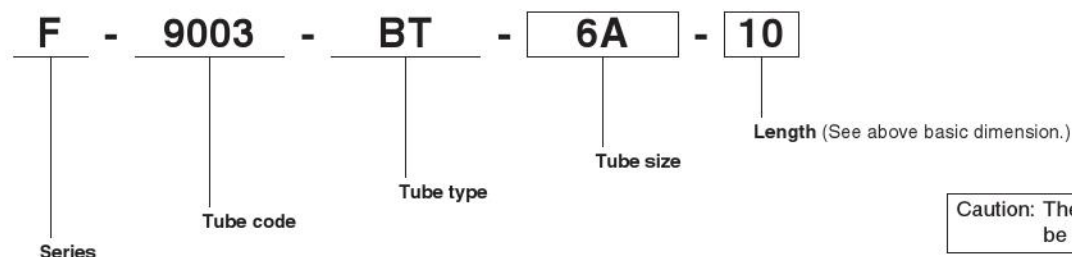 F - 9003 - BT - 6A - 10
Length (See above basic dimension.)
Tube size
Tube type
Tube code
Series
Caution: The
be